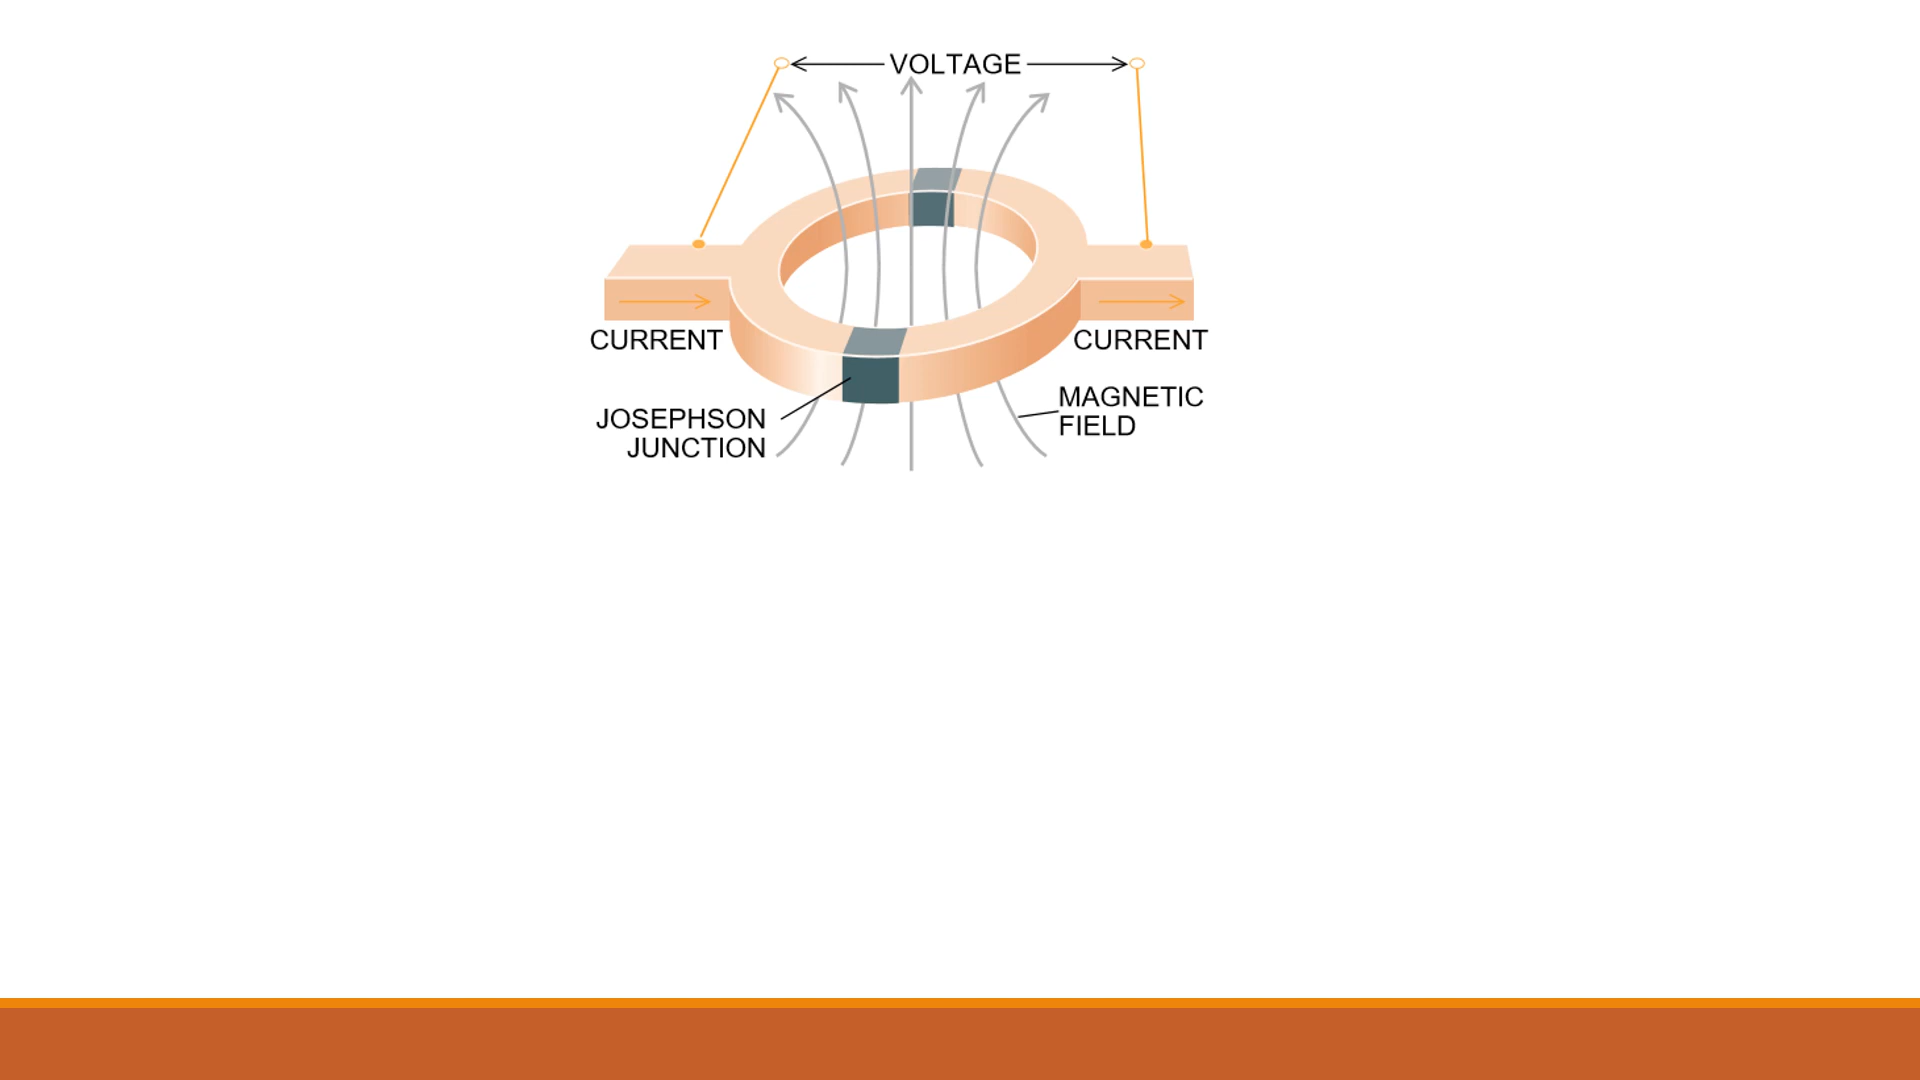 VOLTAGE
CURRENT
CURRENT
JOSEPHSON
JUNCTION
MAGNETIC
FIELD